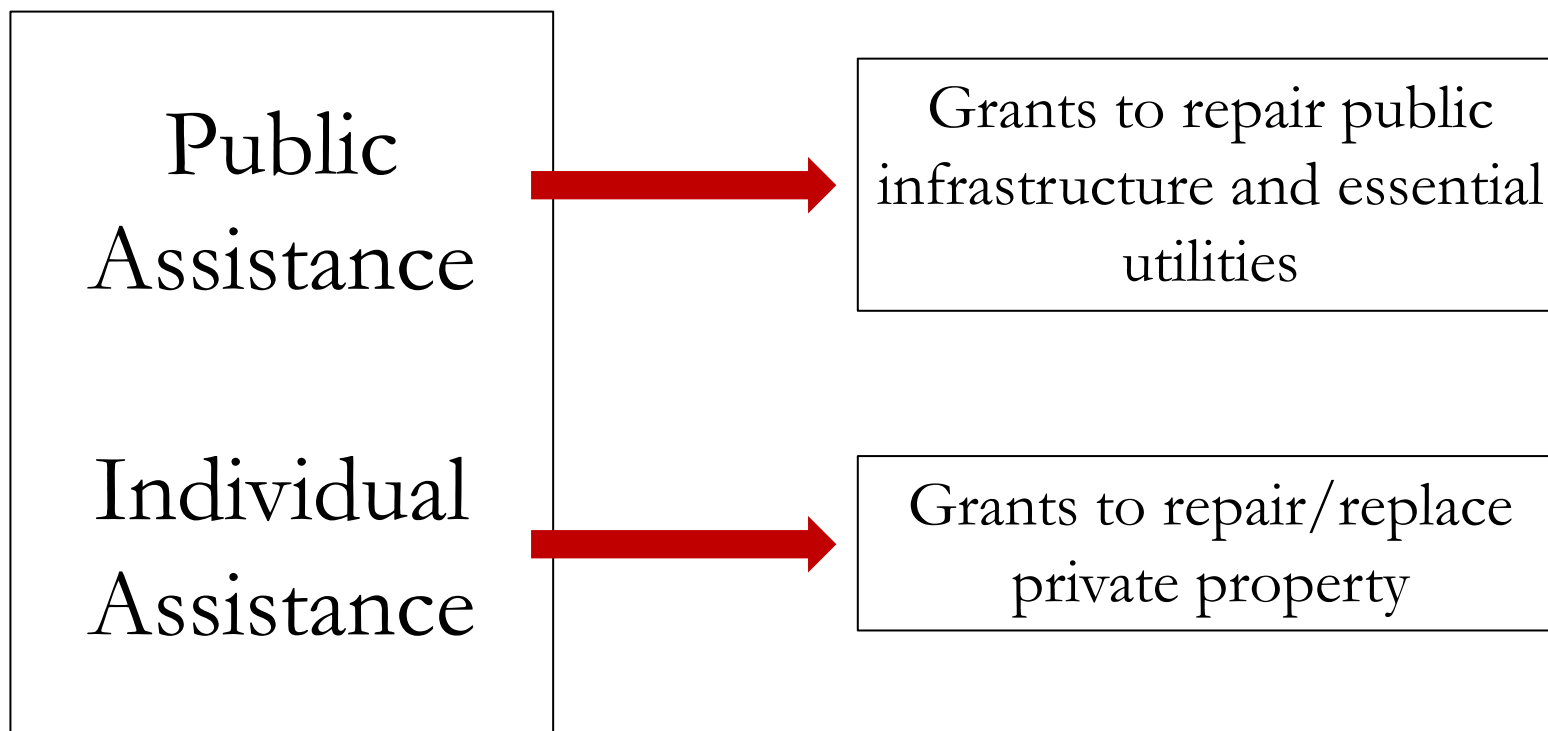 Public
Assistance
Grants to repair public
infrastructure and essential
utilities
Individual
Assistance
Grants to repair/replace
private property